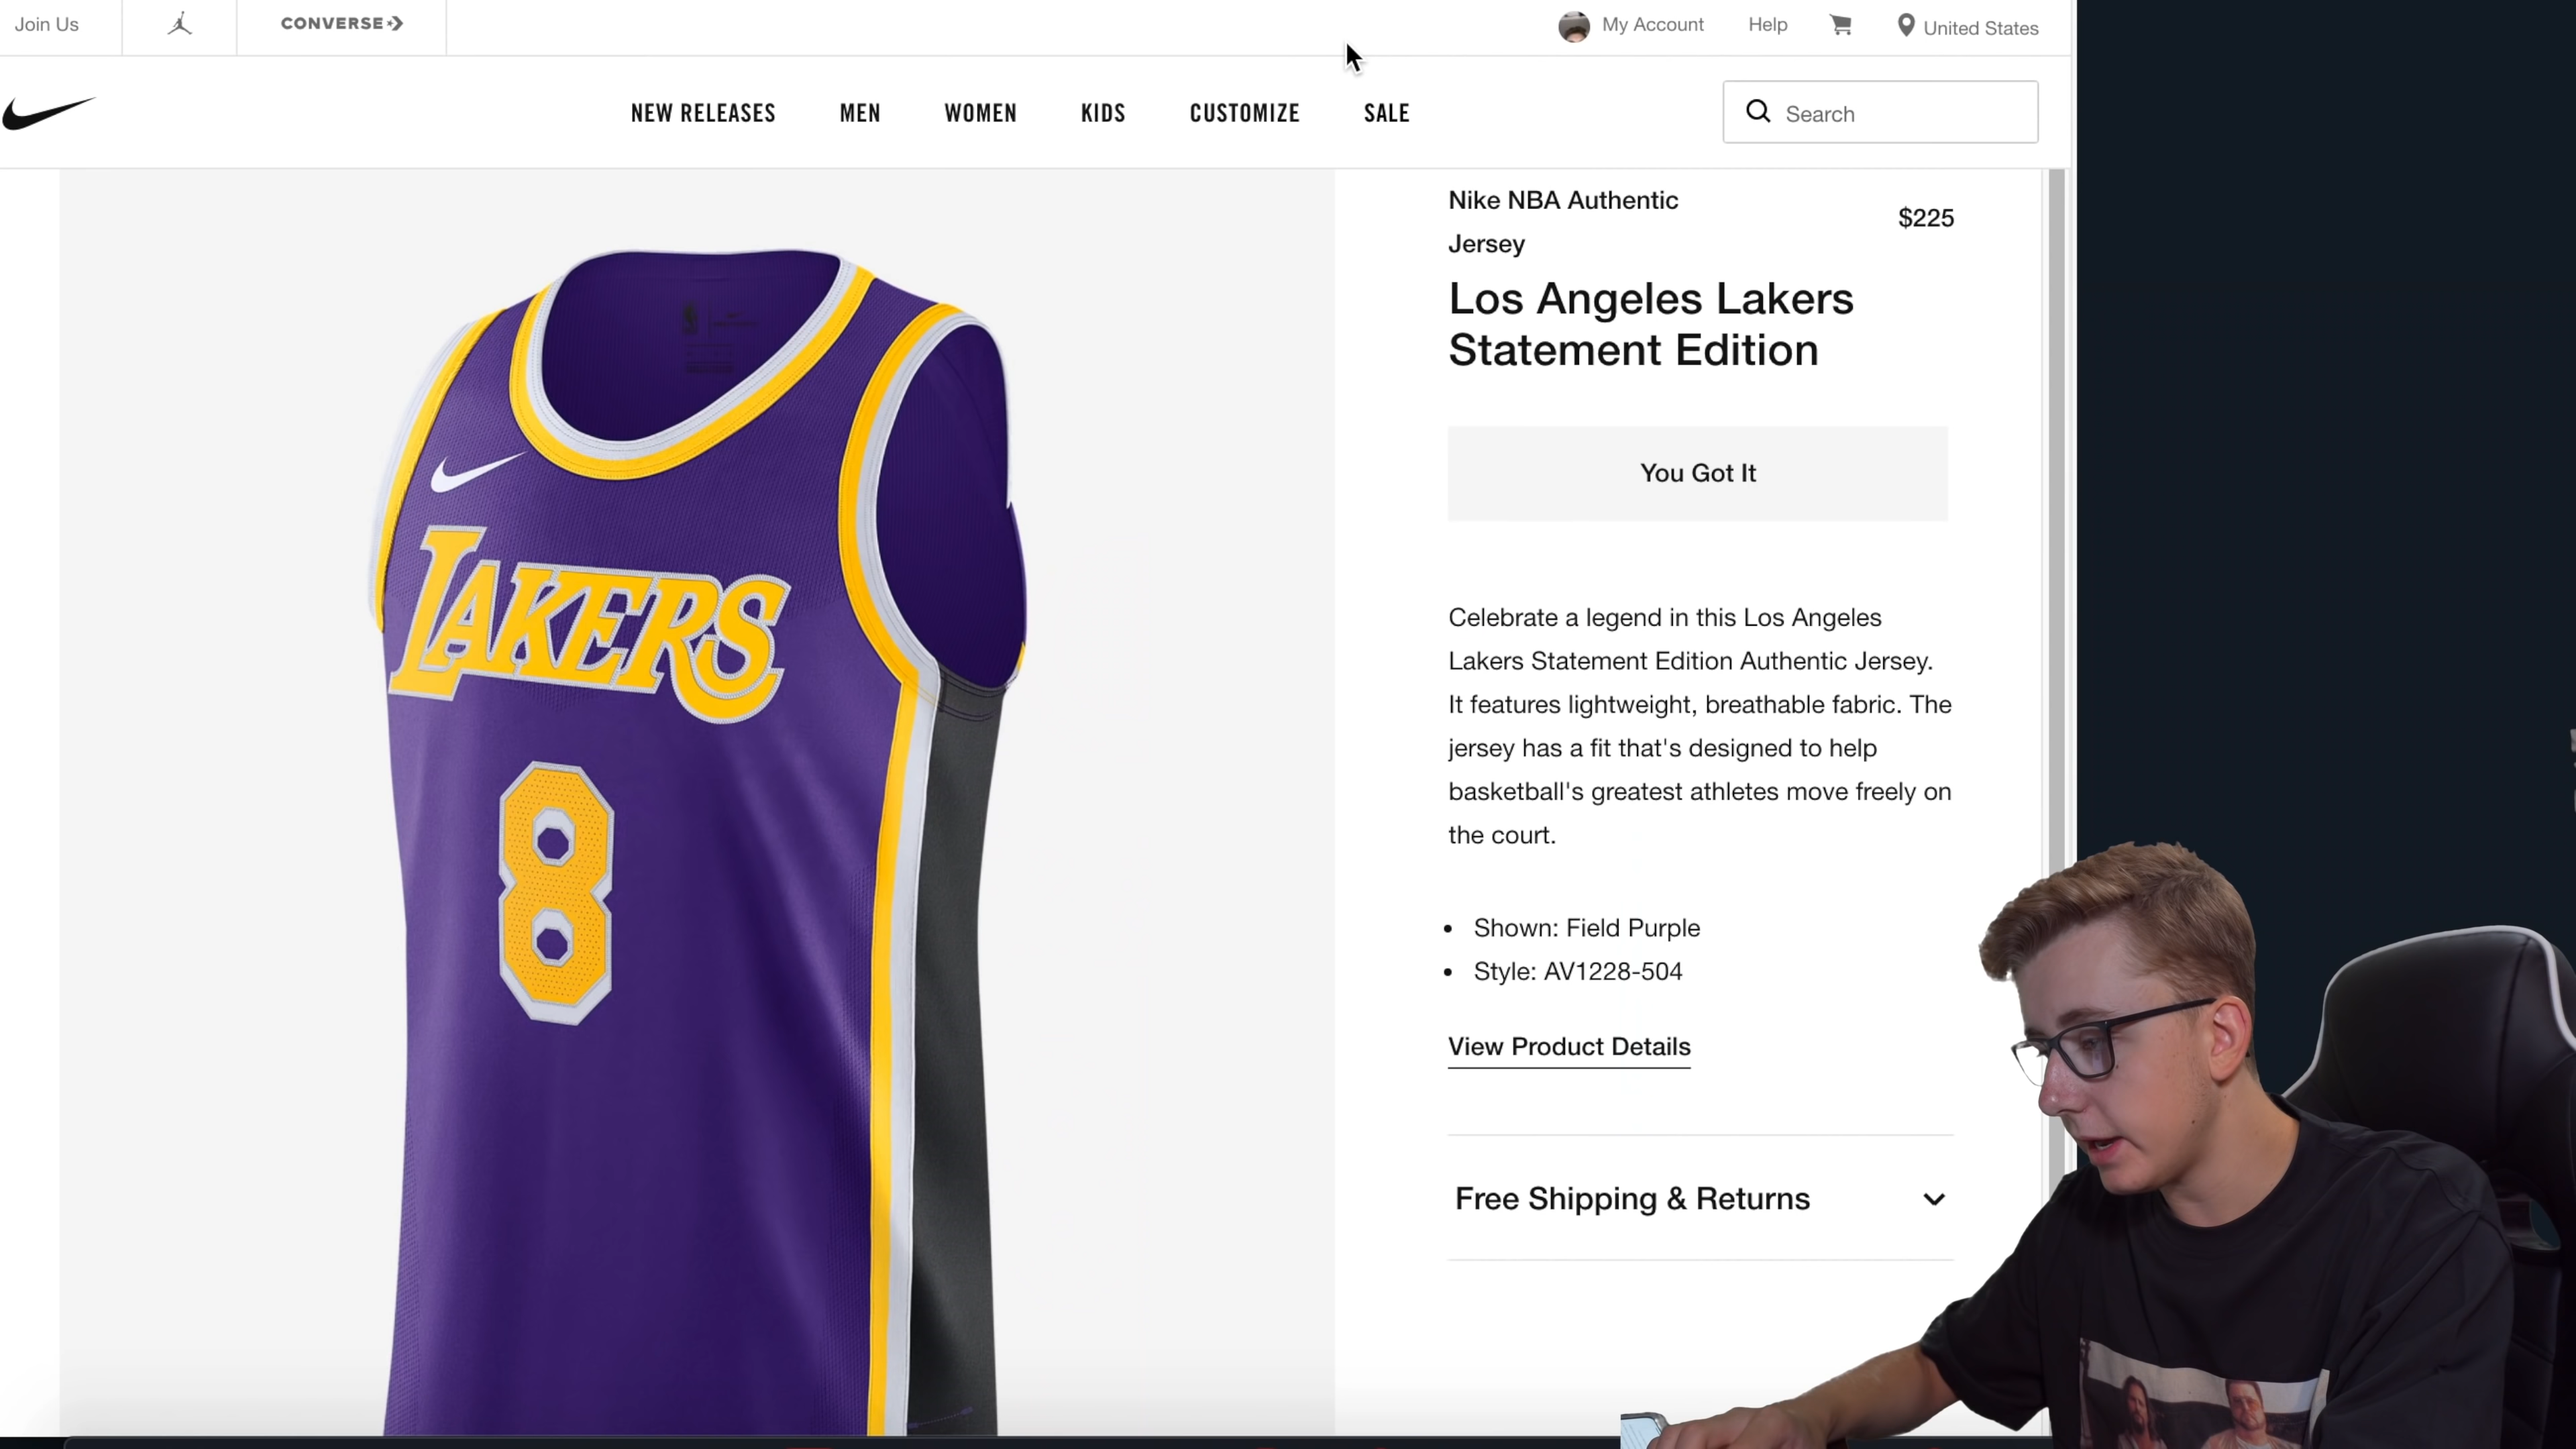 Join Us
CONVERSE
My Account
Help
United States
NEW RELEASES
MEN
WOMEN
KIDS
CUSTOMIZE
SALE
Search
Nike NBA Authentic
Jersey
$225
Los Angeles Lakers
Statement Edition
You Got It
Celebrate a legend in this Los Angeles
Lakers Statement Edition Authentic Jersey.
It features lightweight, breathable fabric. The
jersey has a fit that's designed to help
basketball's greatest athletes move freely on
the court.
Shown: Field Purple
Style: AV1228-504
View Product Details
Free Shipping & Returns
LAKERS
8